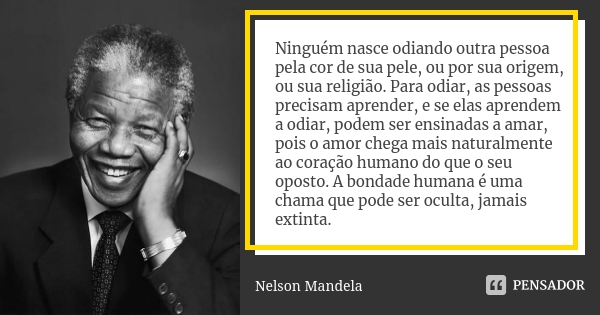 Ninguém nasce odiando outra pessoa
pela cor de sua pele, ou por sua origem,
ou sua religião. Para odiar, as pessoas
precisam aprender, e se elas aprendem
a odiar, podem ser ensinadas a amar,
pois o amor chega mais naturalmente
ao coração humano do que o seu
oposto. A bondade humana é uma
chama que pode ser oculta, jamais
extinta.
Nelson Mandela
PENSADOR